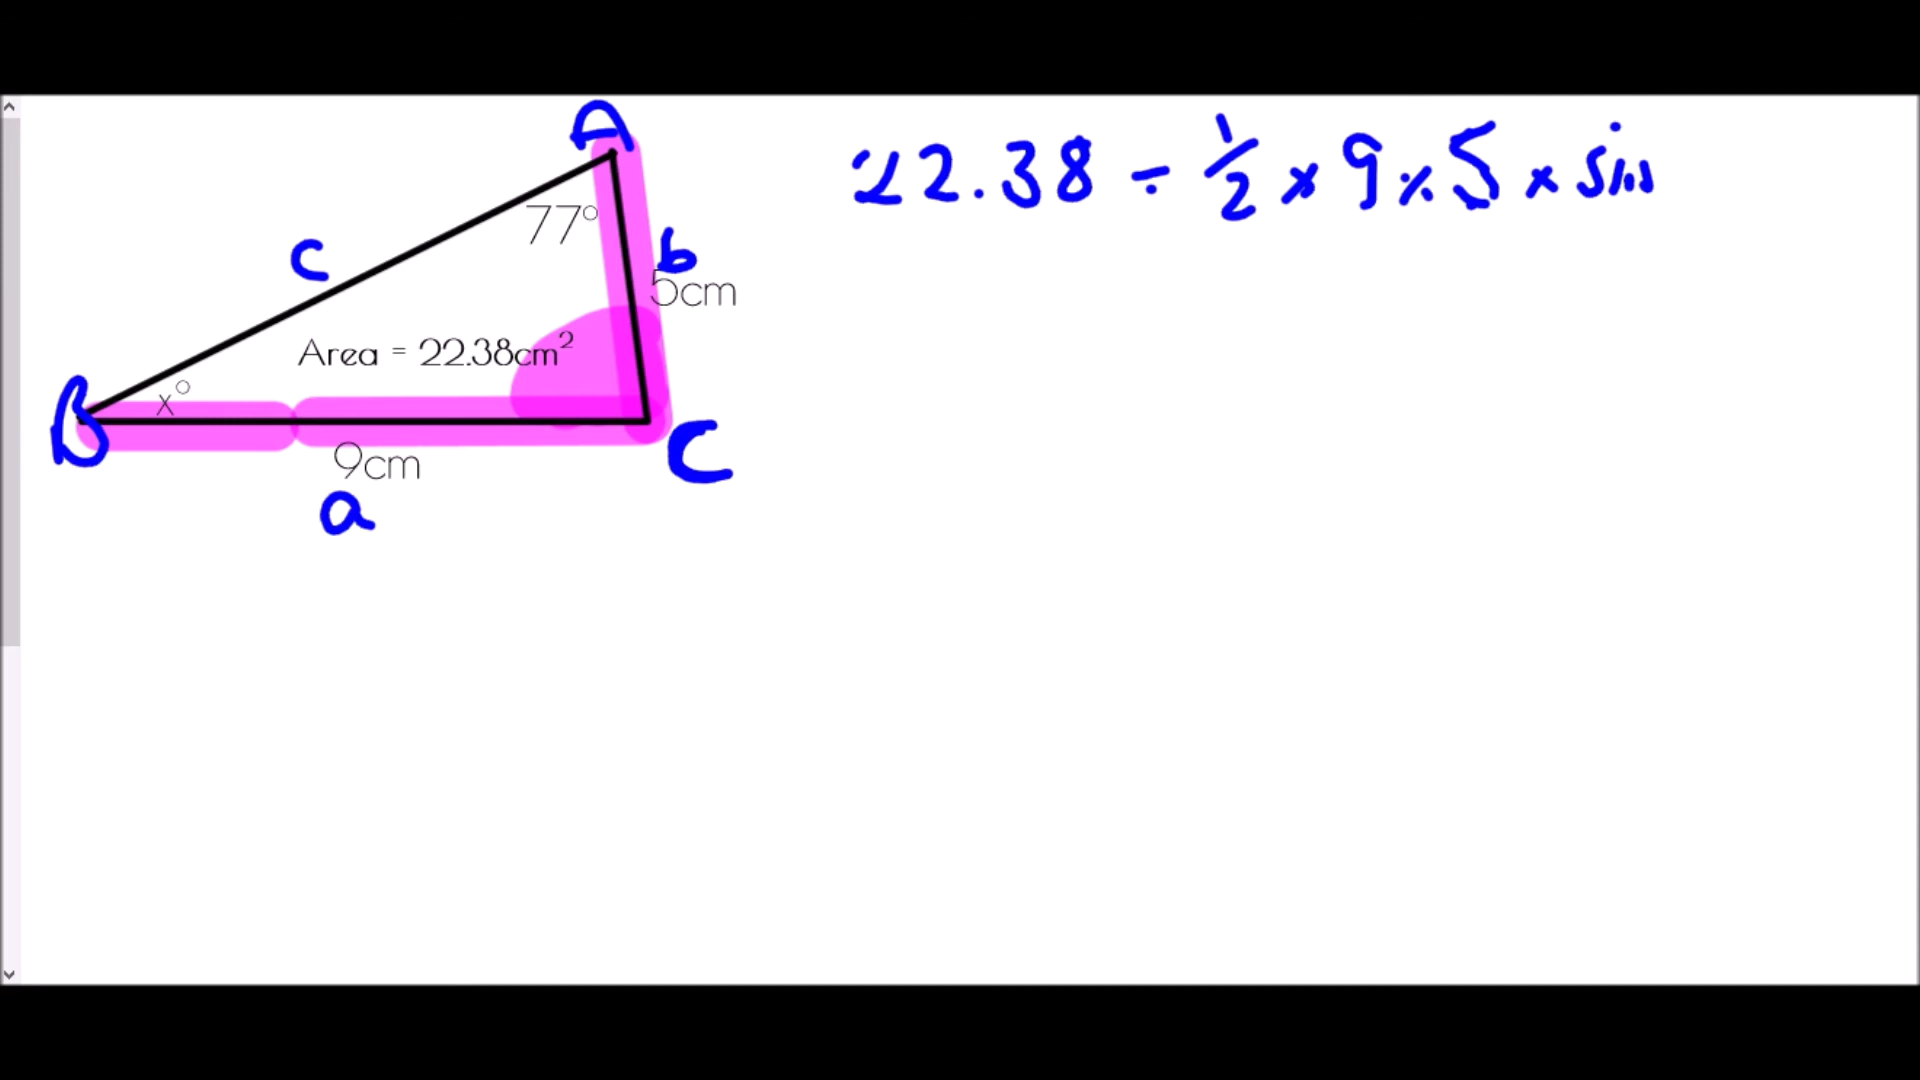 A
22.38 ÷ 1/2 × 9 × 5 × sin
77°
c
b
5cm
Area = 22.38cm²
x°
B
C
9cm
a